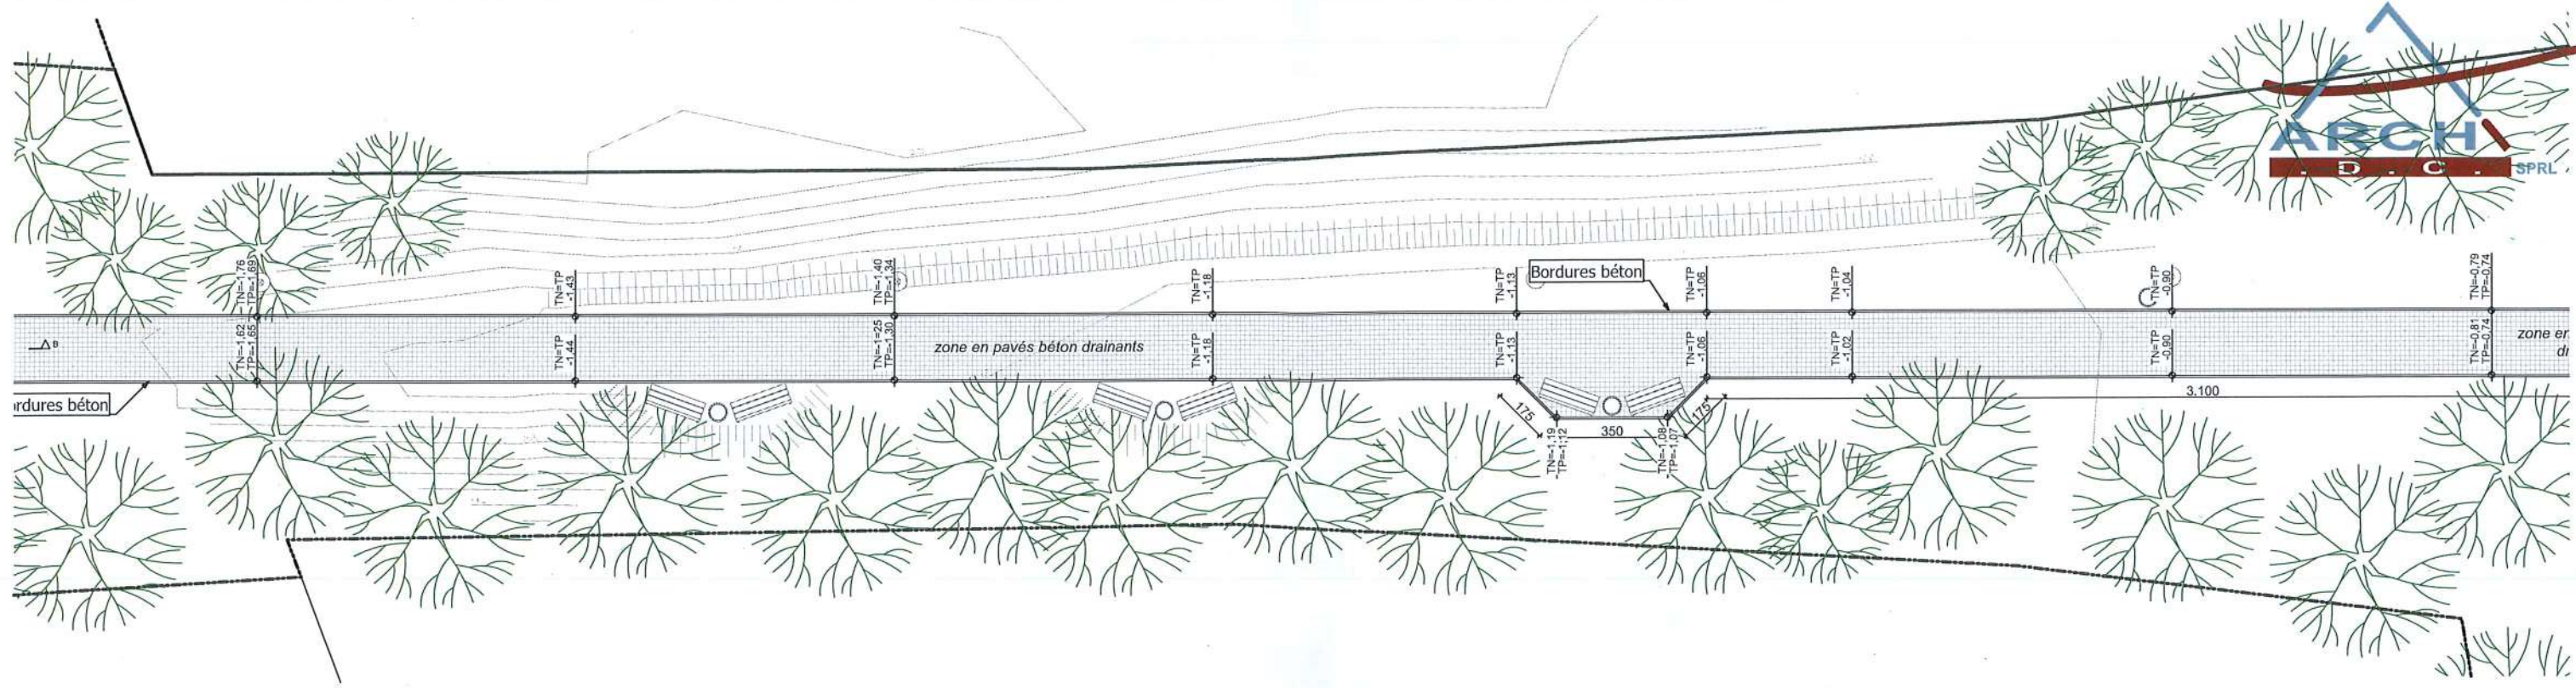 ARCHI
. D . C .
SPRL
TN=-1,76
TP=-1,69
TN=TP
-1,43
TN=-1,40
TP=-1,34
TN=TP
-1,18
TN=TP
-1,13
Bordures béton
TN=TP
-1,06
TN=TP
-1,04
TN=TP
-0,90
TN=-0,79
TP=-0,74
B
TN=-1,62
TP=-1,65
TN=TP
-1,44
TN=-1=25
TP=-1,30
zone en pavés béton drainants
TN=TP
-1,18
TN=TP
-1,13
TN=TP
-1,06
TN=TP
-1,02
TN=TP
-0,90
TN=-0,81
TP=-0,74
zone en
dr
rdures béton
175
350
175
3.100
TN=-1,19
TP=-1,12
TN=-1,08
TP=-1,07